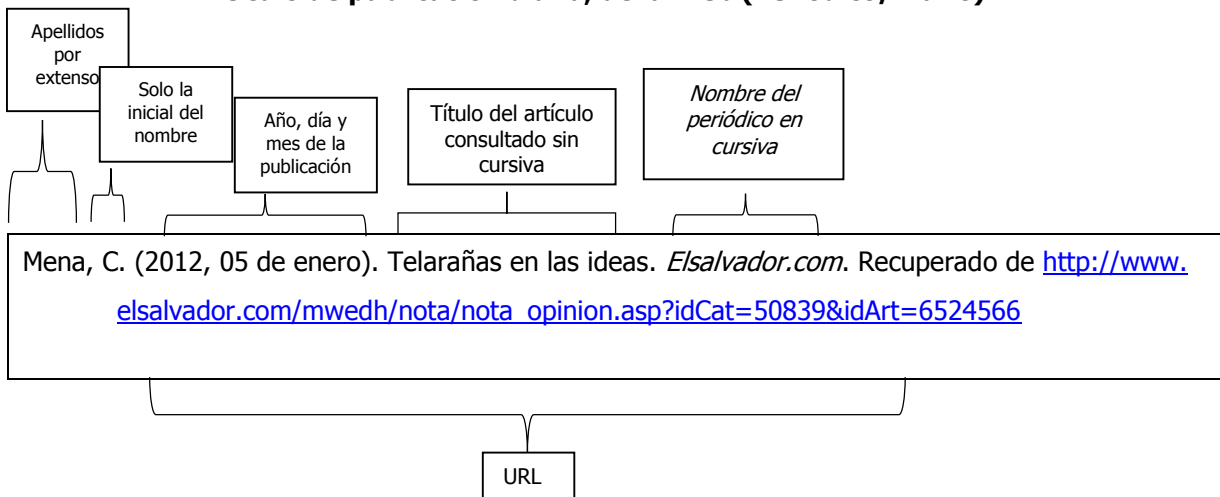 Apellidos
por
extenso
Solo la
inicial del
nombre
Año, día y
mes de la
publicación
Título del artículo
consultado sin
cursiva
Nombre del
periódico en
cursiva
Mena, C. (2012, 05 de enero). Telarañas en las ideas. Elsalvador.com. Recuperado de http://www.
elsalvador.com/mwedh/nota/nota_opinion.asp?idCat=50839&idArt=6524566
URL